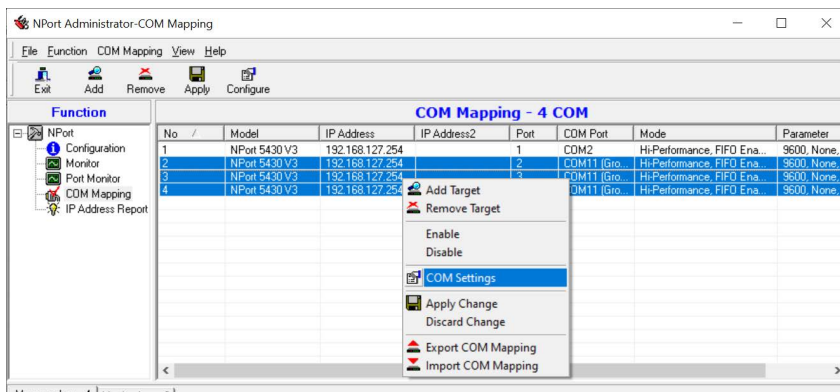 NPort Administrator-COM Mapping
File Function COM Mapping View Help
Exit Add Remove Apply Configure
Function
COM Mapping - 4 COM
NPort
Configuration
Monitor
Port Monitor
COM Mapping
IP Address Report
No / Model IP Address IP Address2 Port COM Port Mode Parameter
1 NPort 5430 V3 192.168.127.254 1 COM2 Hi-Performance, FIFO Ena... 9600, None,
2 NPort 5430 V3 192.168.127.254 2 COM11 (Gro... Hi-Performance, FIFO Ena... 9600, None,
3 NPort 5430 V3 192.168.127.254 3 COM11 (Gro... Hi-Performance, FIFO Ena... 9600, None,
4 NPort 5430 V3 192.168.127.254 COM11 (Gro... Hi-Performance, FIFO Ena... 9600, None,
Add Target
Remove Target
Enable
Disable
COM Settings
Apply Change
Discard Change
Export COM Mapping
Import COM Mapping